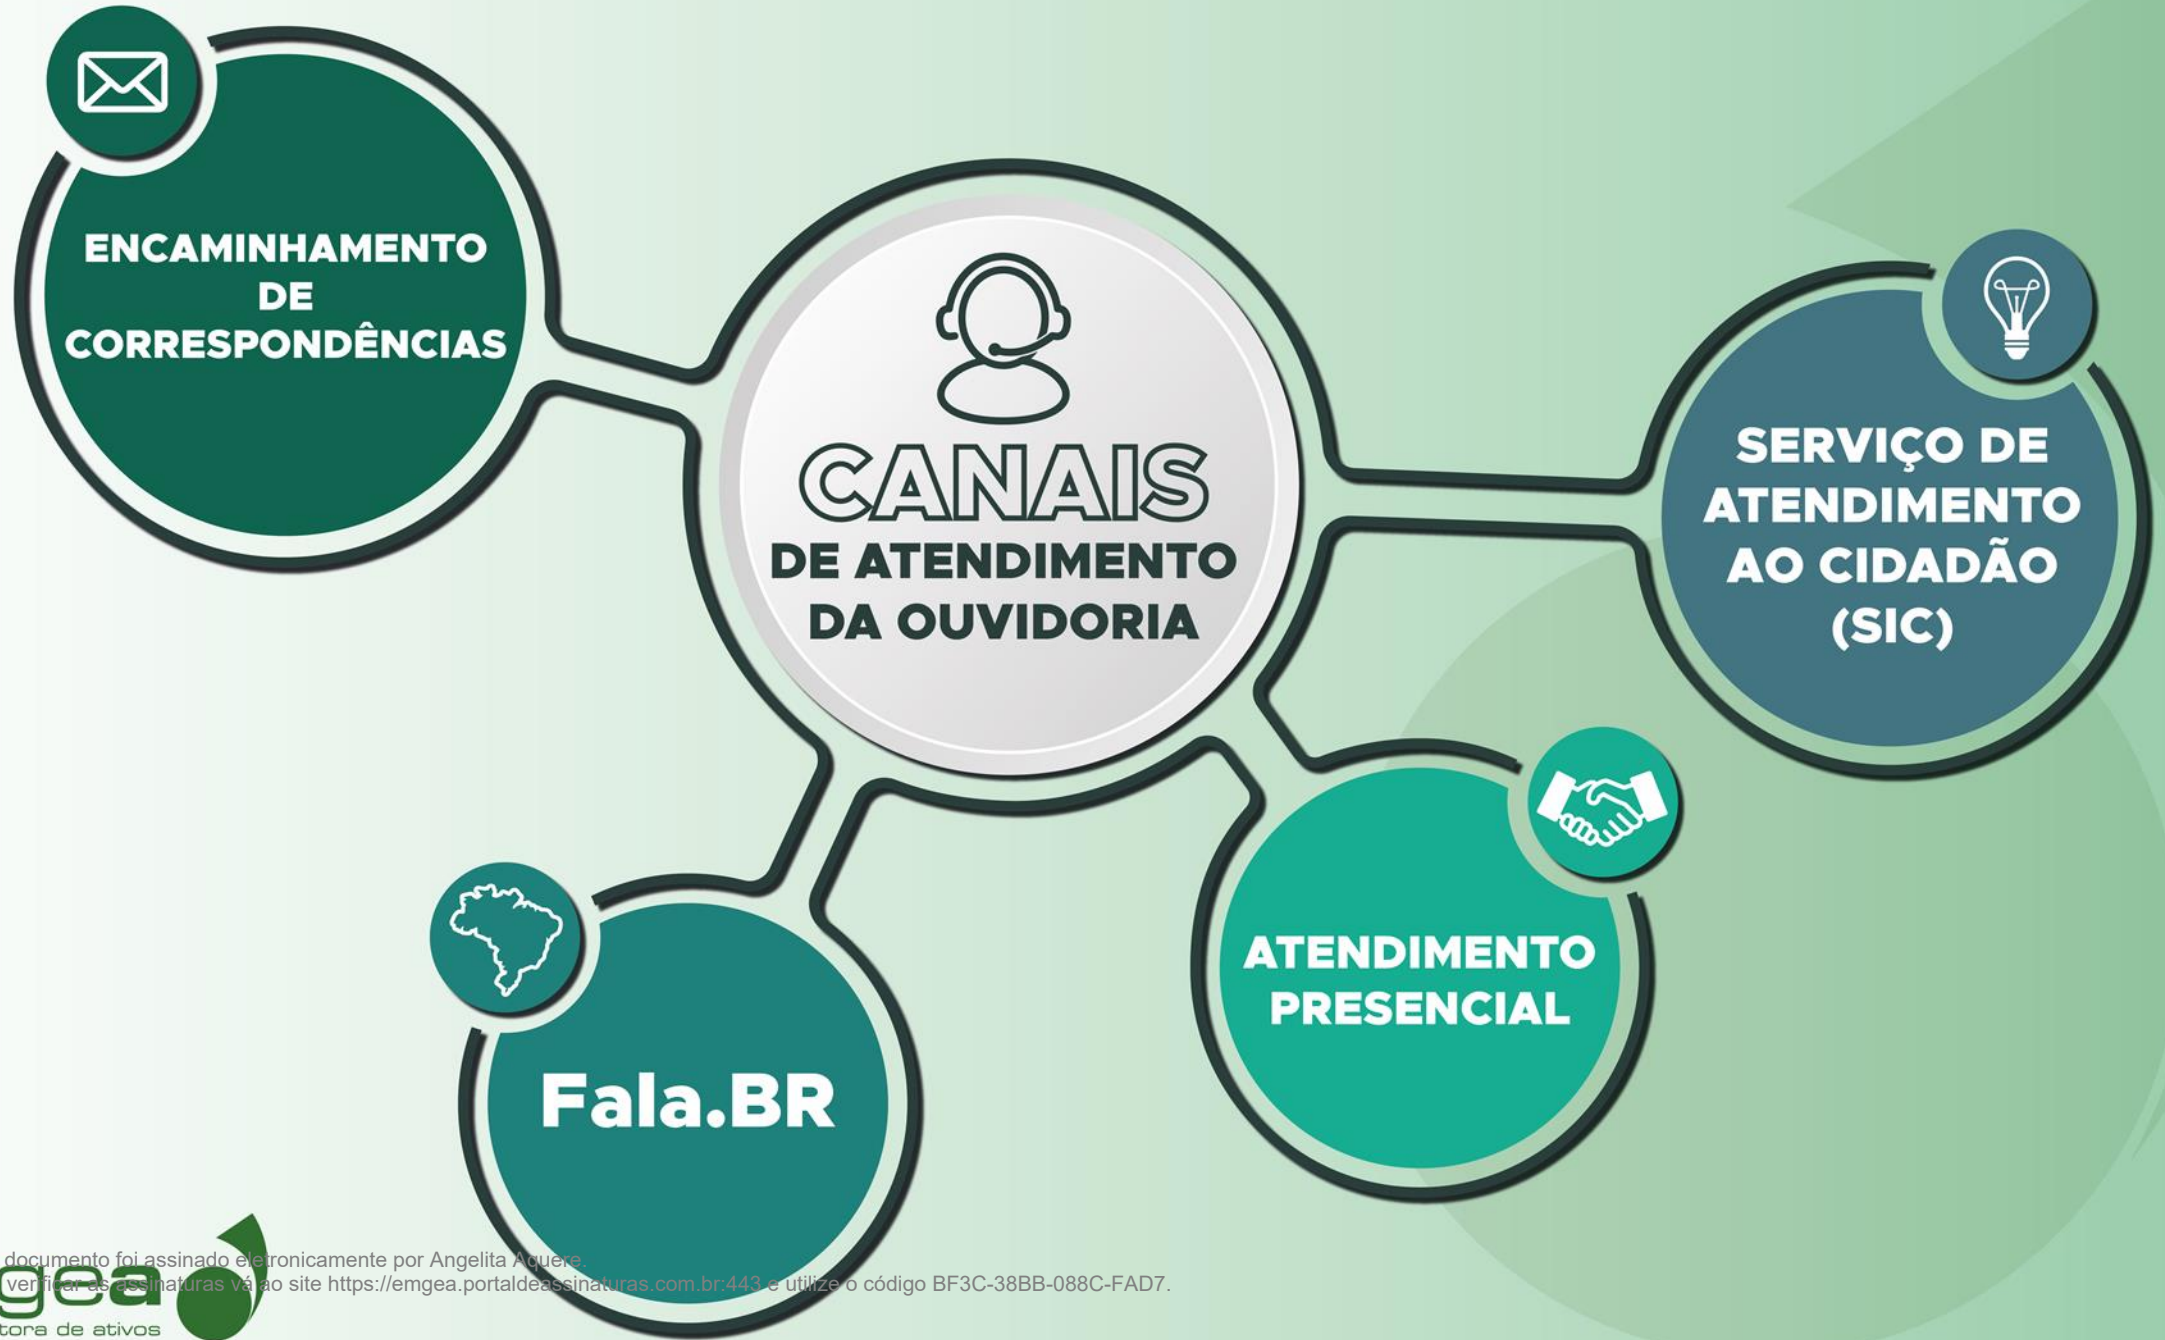 ENCAMINHAMENTO
DE
CORRESPONDÊNCIAS
CANAIS
DE ATENDIMENTO
DA OUVIDORIA
SERVIÇO DE
ATENDIMENTO
AO CIDADÃO
(SIC)
ATENDIMENTO
PRESENCIAL
Fala.BR
documento foi assinado eletronicamente por Angelita Aquere.
verificar as assinaturas vá ao site https://emgea.portaldeassinaturas.com.br:443 e utilize o código BF3C-38BB-088C-FAD7.
gea
tora de ativos